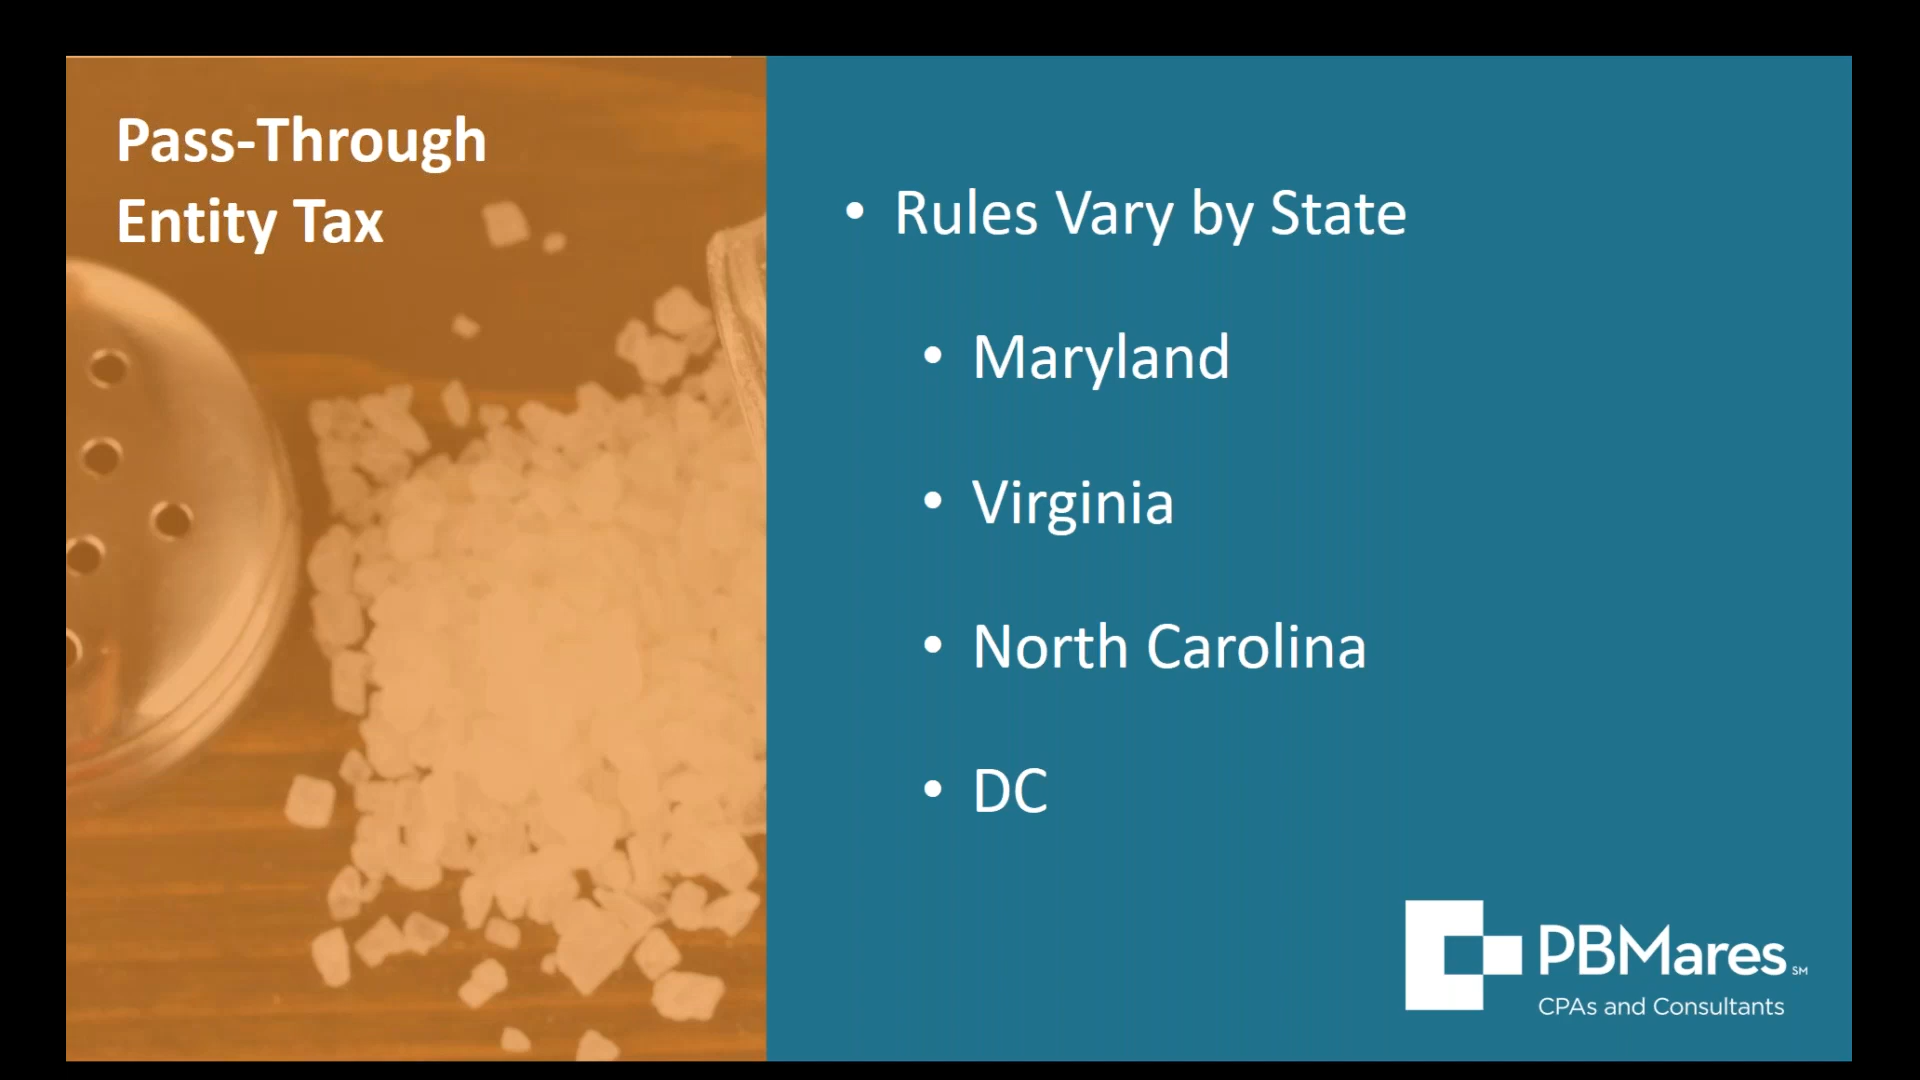 Pass-Through
Entity Tax
• Rules Vary by State
• Maryland
• Virginia
• North Carolina
• DC
PBMares SM
CPAs and Consultants